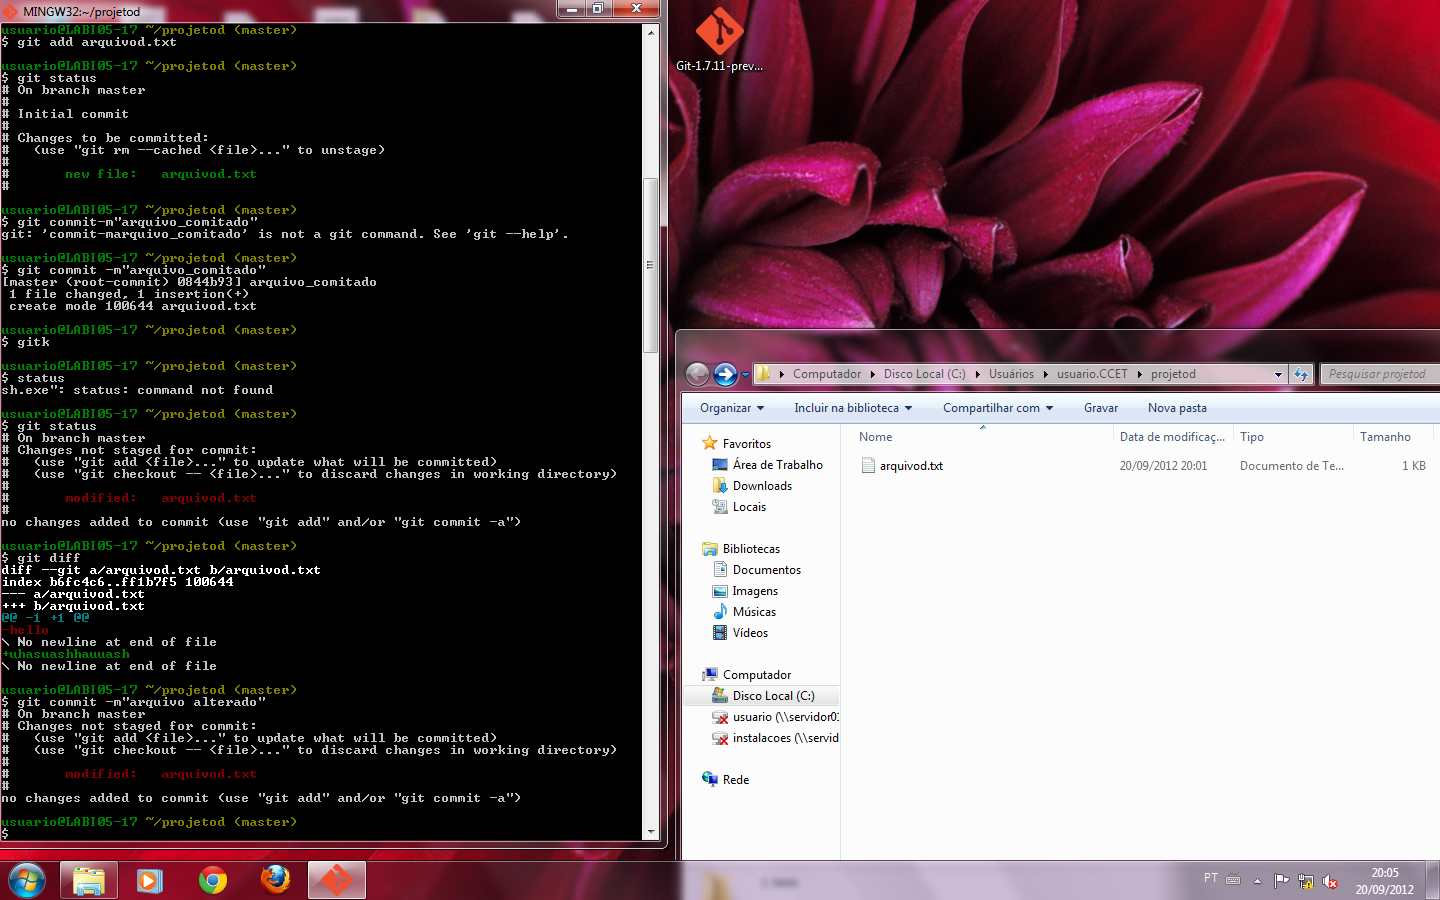 MINGW32:~/projetod
usuario@LABI05-17 ~/projetod (master)
$ git add arquivod.txt
usuario@LABI05-17 ~/projetod (master)
$ git status
# On branch master
#
# Initial commit
#
# Changes to be committed:
#   (use "git rm --cached <file>..." to unstage)
#
#       new file:   arquivod.txt
#
usuario@LABI05-17 ~/projetod (master)
$ git commit-m"arquivo_comitado"
git: 'commit-marquivo_comitado' is not a git command. See 'git --help'.
usuario@LABI05-17 ~/projetod (master)
$ git commit -m"arquivo_comitado"
[master (root-commit) 0844b93] arquivo_comitado
 1 file changed, 1 insertion(+)
 create mode 100644 arquivod.txt
usuario@LABI05-17 ~/projetod (master)
$ gitk
usuario@LABI05-17 ~/projetod (master)
$ status
sh.exe": status: command not found
usuario@LABI05-17 ~/projetod (master)
$ git status
# On branch master
# Changes not staged for commit:
#   (use "git add <file>..." to update what will be committed)
#   (use "git checkout -- <file>..." to discard changes in working directory)
#
#       modified:   arquivod.txt
#
no changes added to commit (use "git add" and/or "git commit -a")
usuario@LABI05-17 ~/projetod (master)
$ git diff
diff --git a/arquivod.txt b/arquivod.txt
index b6fc4c6..ff1b7f5 100644
--- a/arquivod.txt
+++ b/arquivod.txt
@@ -1 +1 @@
-hello
\ No newline at end of file
+uhasuashhauuash
\ No newline at end of file
usuario@LABI05-17 ~/projetod (master)
$ git commit -m"arquivo alterado"
# On branch master
# Changes not staged for commit:
#   (use "git add <file>..." to update what will be committed)
#   (use "git checkout -- <file>..." to discard changes in working directory)
#
#       modified:   arquivod.txt
#
no changes added to commit (use "git add" and/or "git commit -a")
usuario@LABI05-17 ~/projetod (master)
$
Git-1.7.11-prev...
Computador Disco Local (C:) Usuários usuario.CCET projetod
Pesquisar projetod
Organizar Incluir na biblioteca Compartilhar com Gravar Nova pasta
Nome Data de modificaç... Tipo Tamanho
arquivod.txt 20/09/2012 20:01 Documento de Te... 1 KB
Favoritos
Área de Trabalho
Downloads
Locais
Bibliotecas
Documentos
Imagens
Músicas
Vídeos
Computador
Disco Local (C:)
usuario (\\servidor01
instalacoes (\\servid
Rede
PT
20:05
20/09/2012